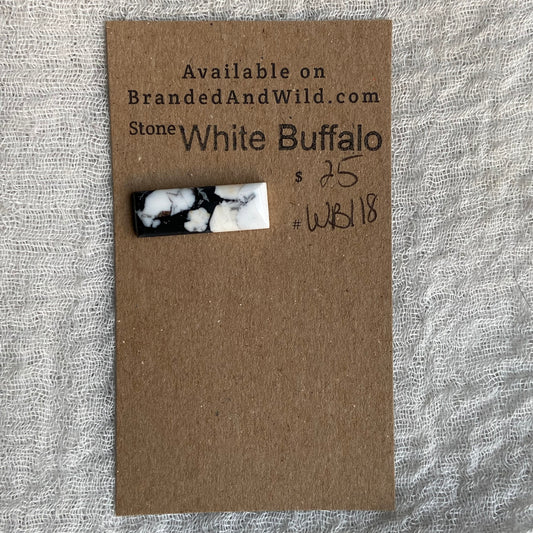 Available on
BrandedAndWild.com
Stone White Buffalo
$ 25
# WB118